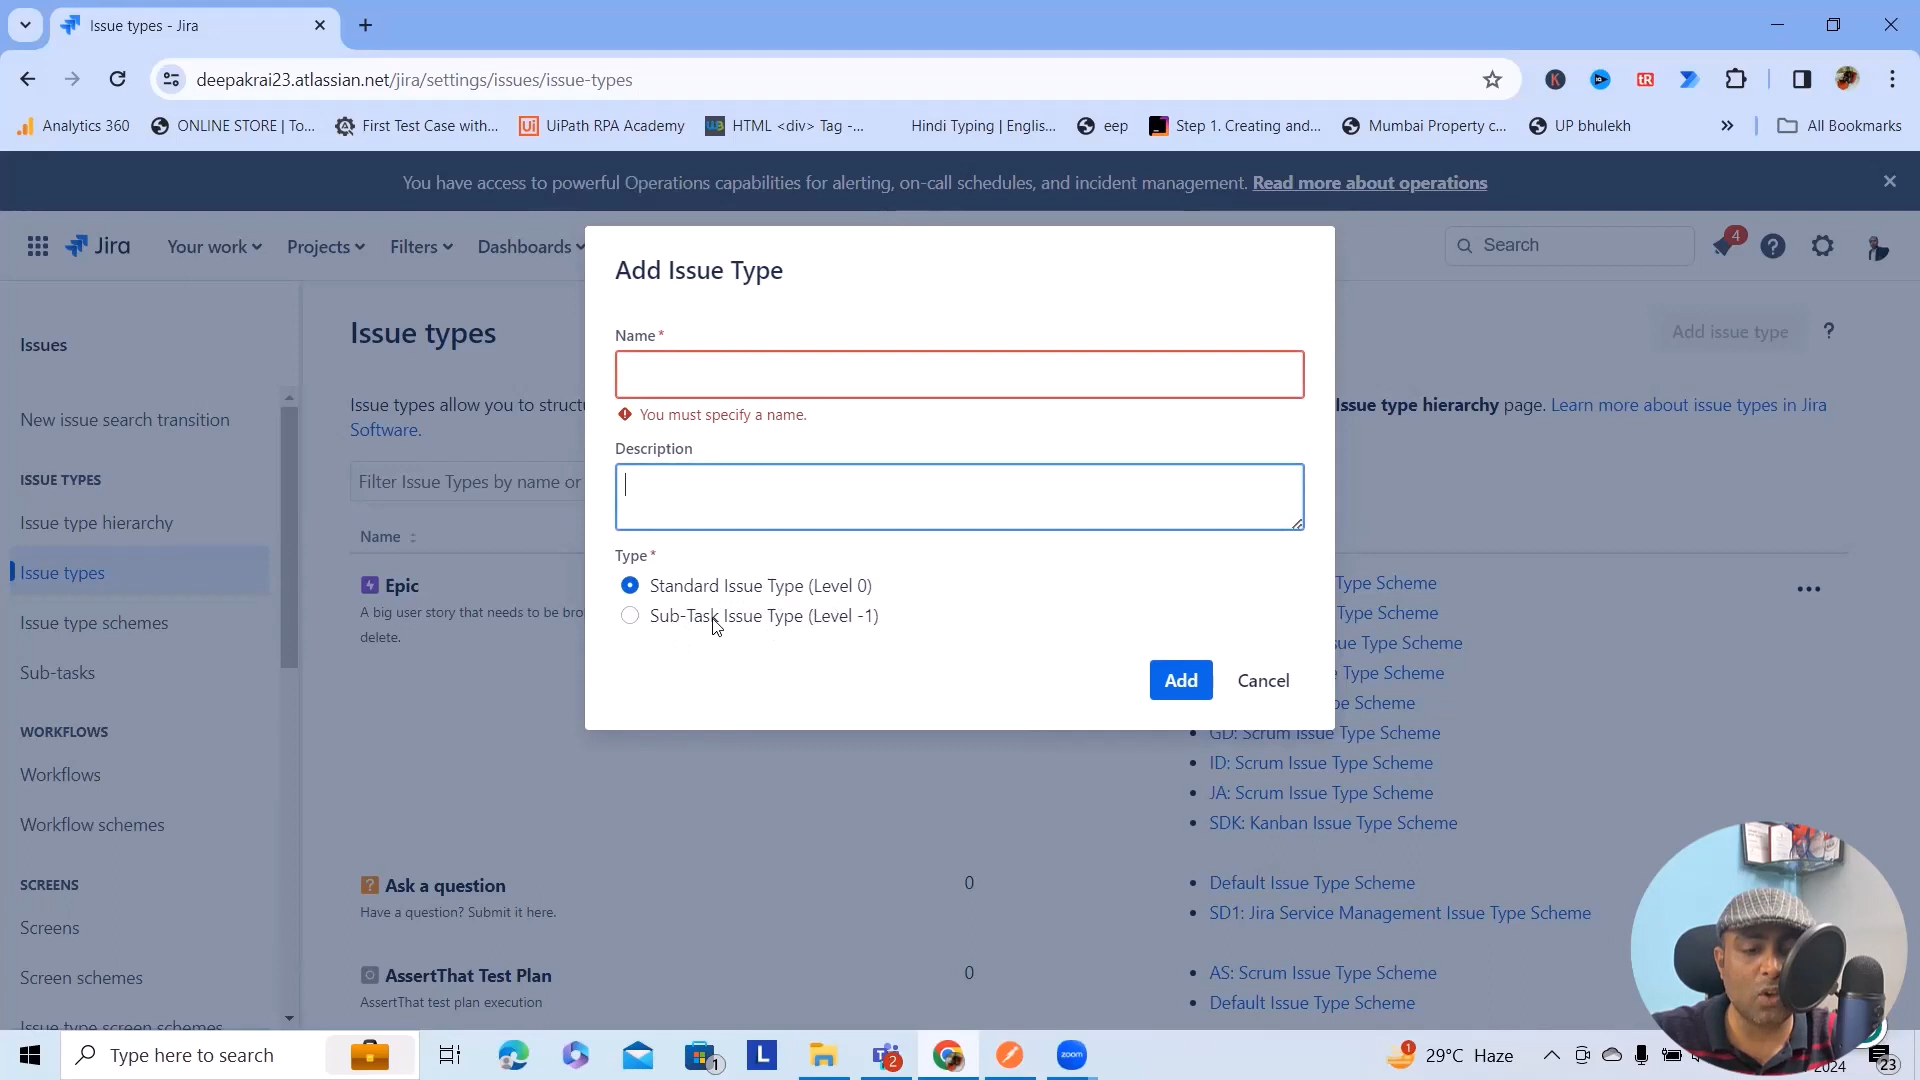 Issue types - Jira
deepakrai23.atlassian.net/jira/settings/issues/issue-types
Analytics 360
ONLINE STORE | To...
First Test Case with...
UiPath RPA Academy
HTML <div> Tag -...
Hindi Typing | Englis...
eep
Step 1. Creating and...
Mumbai Property c...
UP bhulekh
All Bookmarks
You have access to powerful Operations capabilities for alerting, on-call schedules, and incident management. Read more about operations
Jira
Your work
Projects
Filters
Dashboards
Search
4
Issues
New issue search transition
ISSUE TYPES
Issue type hierarchy
Issue types
Issue type schemes
Sub-tasks
WORKFLOWS
Workflows
Workflow schemes
SCREENS
Screens
Screen schemes
Issue type screen schemes
Issue types
Add issue type
?
Issue types allow you to struct
Issue type hierarchy page. Learn more about issue types in Jira
Software.
Filter Issue Types by name or
Name
Epic
A big user story that needs to be bro
delete.
Type Scheme
Type Scheme
ue Type Scheme
Type Scheme
pe Scheme
GD: Scrum Issue Type Scheme
ID: Scrum Issue Type Scheme
JA: Scrum Issue Type Scheme
SDK: Kanban Issue Type Scheme
Ask a question
Have a question? Submit it here.
0
Default Issue Type Scheme
SD1: Jira Service Management Issue Type Scheme
AssertThat Test Plan
AssertThat test plan execution
0
AS: Scrum Issue Type Scheme
Default Issue Type Scheme
Add Issue Type
Name *
You must specify a name.
Description
Type *
Standard Issue Type (Level 0)
Sub-Task Issue Type (Level -1)
Add
Cancel
Type here to search
1
L
2
zoom
1
29°C Haze
2024
23